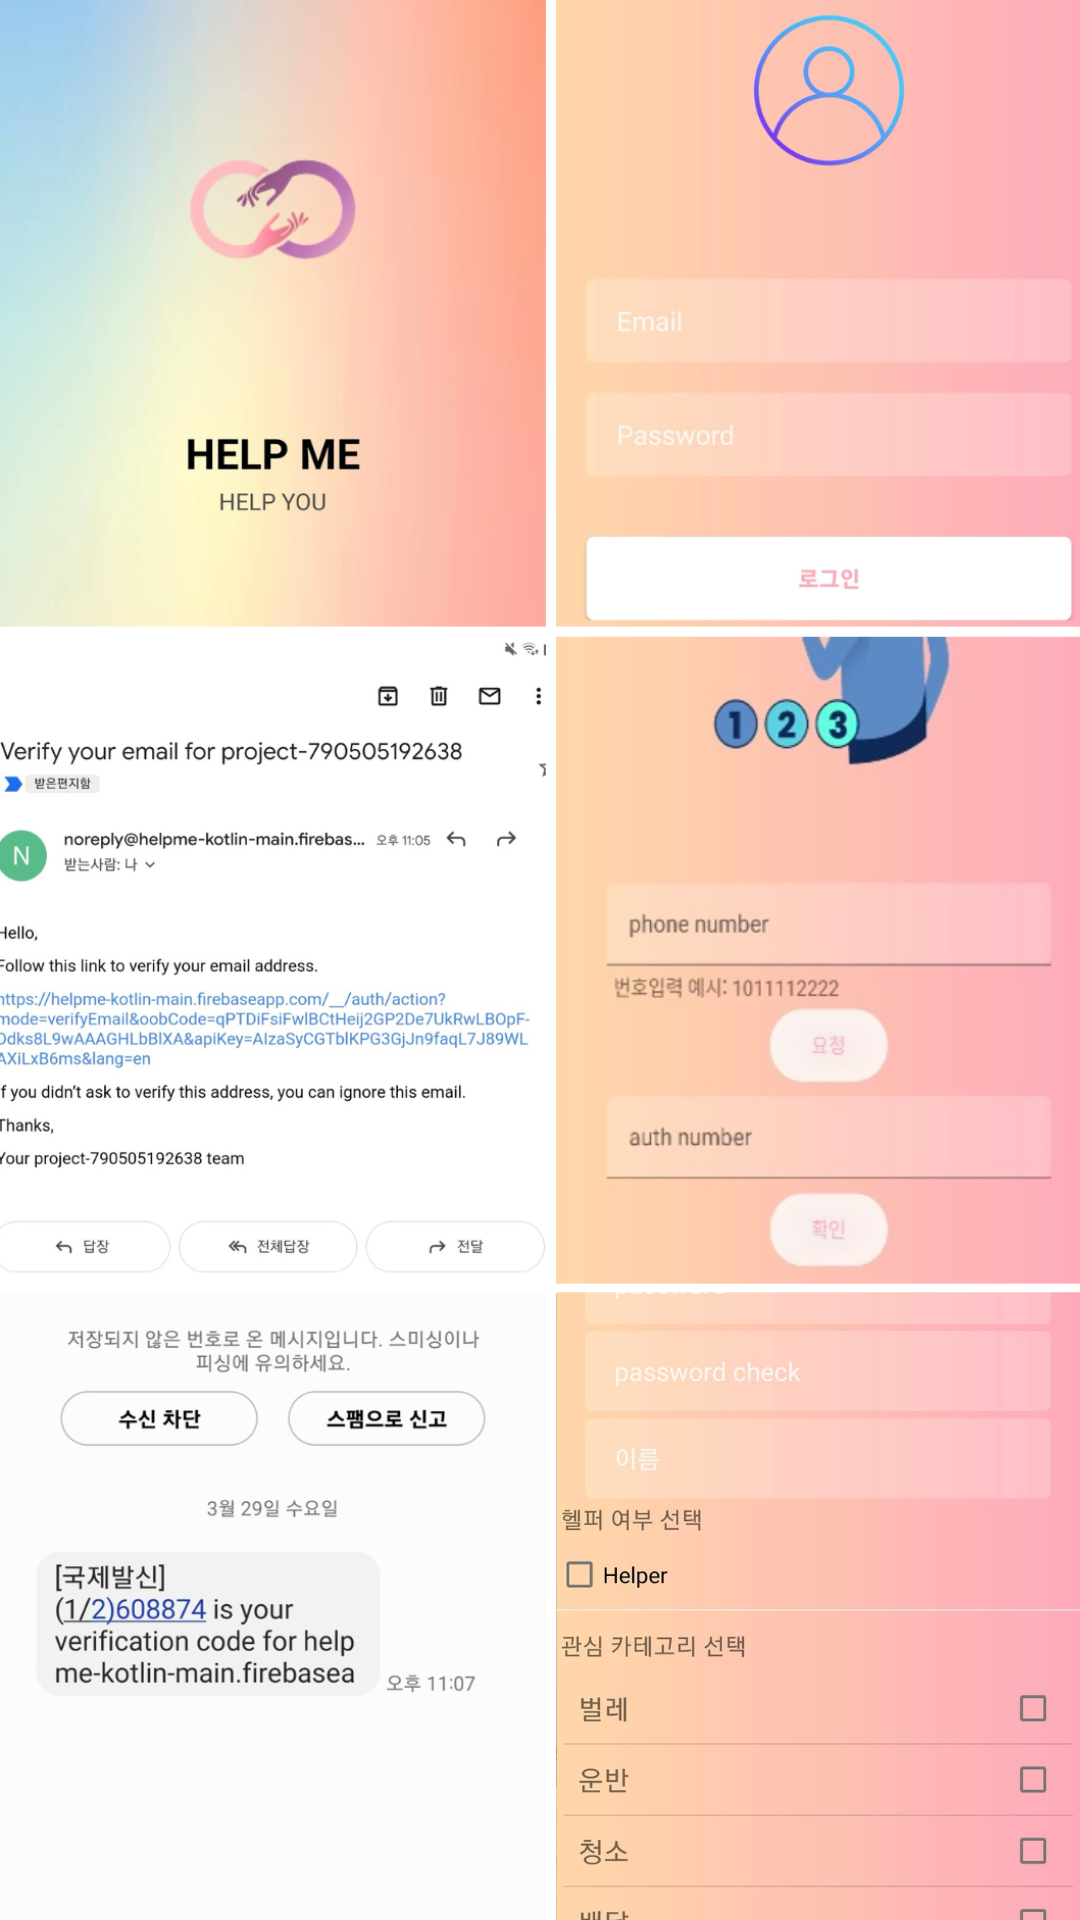 HELP ME
HELP YOU
Email
Password
로그인
Verify your email for project-790505192638
받은편지함
N
noreply@helpme-kotlin-main.firebas... 오후 11:05
받는사람: 나
Hello,
Follow this link to verify your email address.
https://helpme-kotlin-main.firebaseapp.com/__/auth/action?
mode=verifyEmail&oobCode=qPTDiFsiFwlBCtHeij2GP2De7UkRwLBOpF-
Odks8L9wAAAGHLbBlXA&apiKey=AIzaSyCGTblKPG3GjJn9faqL7J89WL
AXiLxB6ms&lang=en
If you didn't ask to verify this address, you can ignore this email.
Thanks,
Your project-790505192638 team
답장 전체답장 전달
1 2 3
phone number
번호입력 예시: 1011112222
요청
auth number
확인
저장되지 않은 번호로 온 메시지입니다. 스미싱이나
피싱에 유의하세요.
수신 차단 스팸으로 신고
3월 29일 수요일
[국제발신]
(1/2)608874 is your
verification code for help
me-kotlin-main.firebasea
오후 11:07
password check
이름
헬퍼 여부 선택
Helper
관심 카테고리 선택
벌레
운반
청소